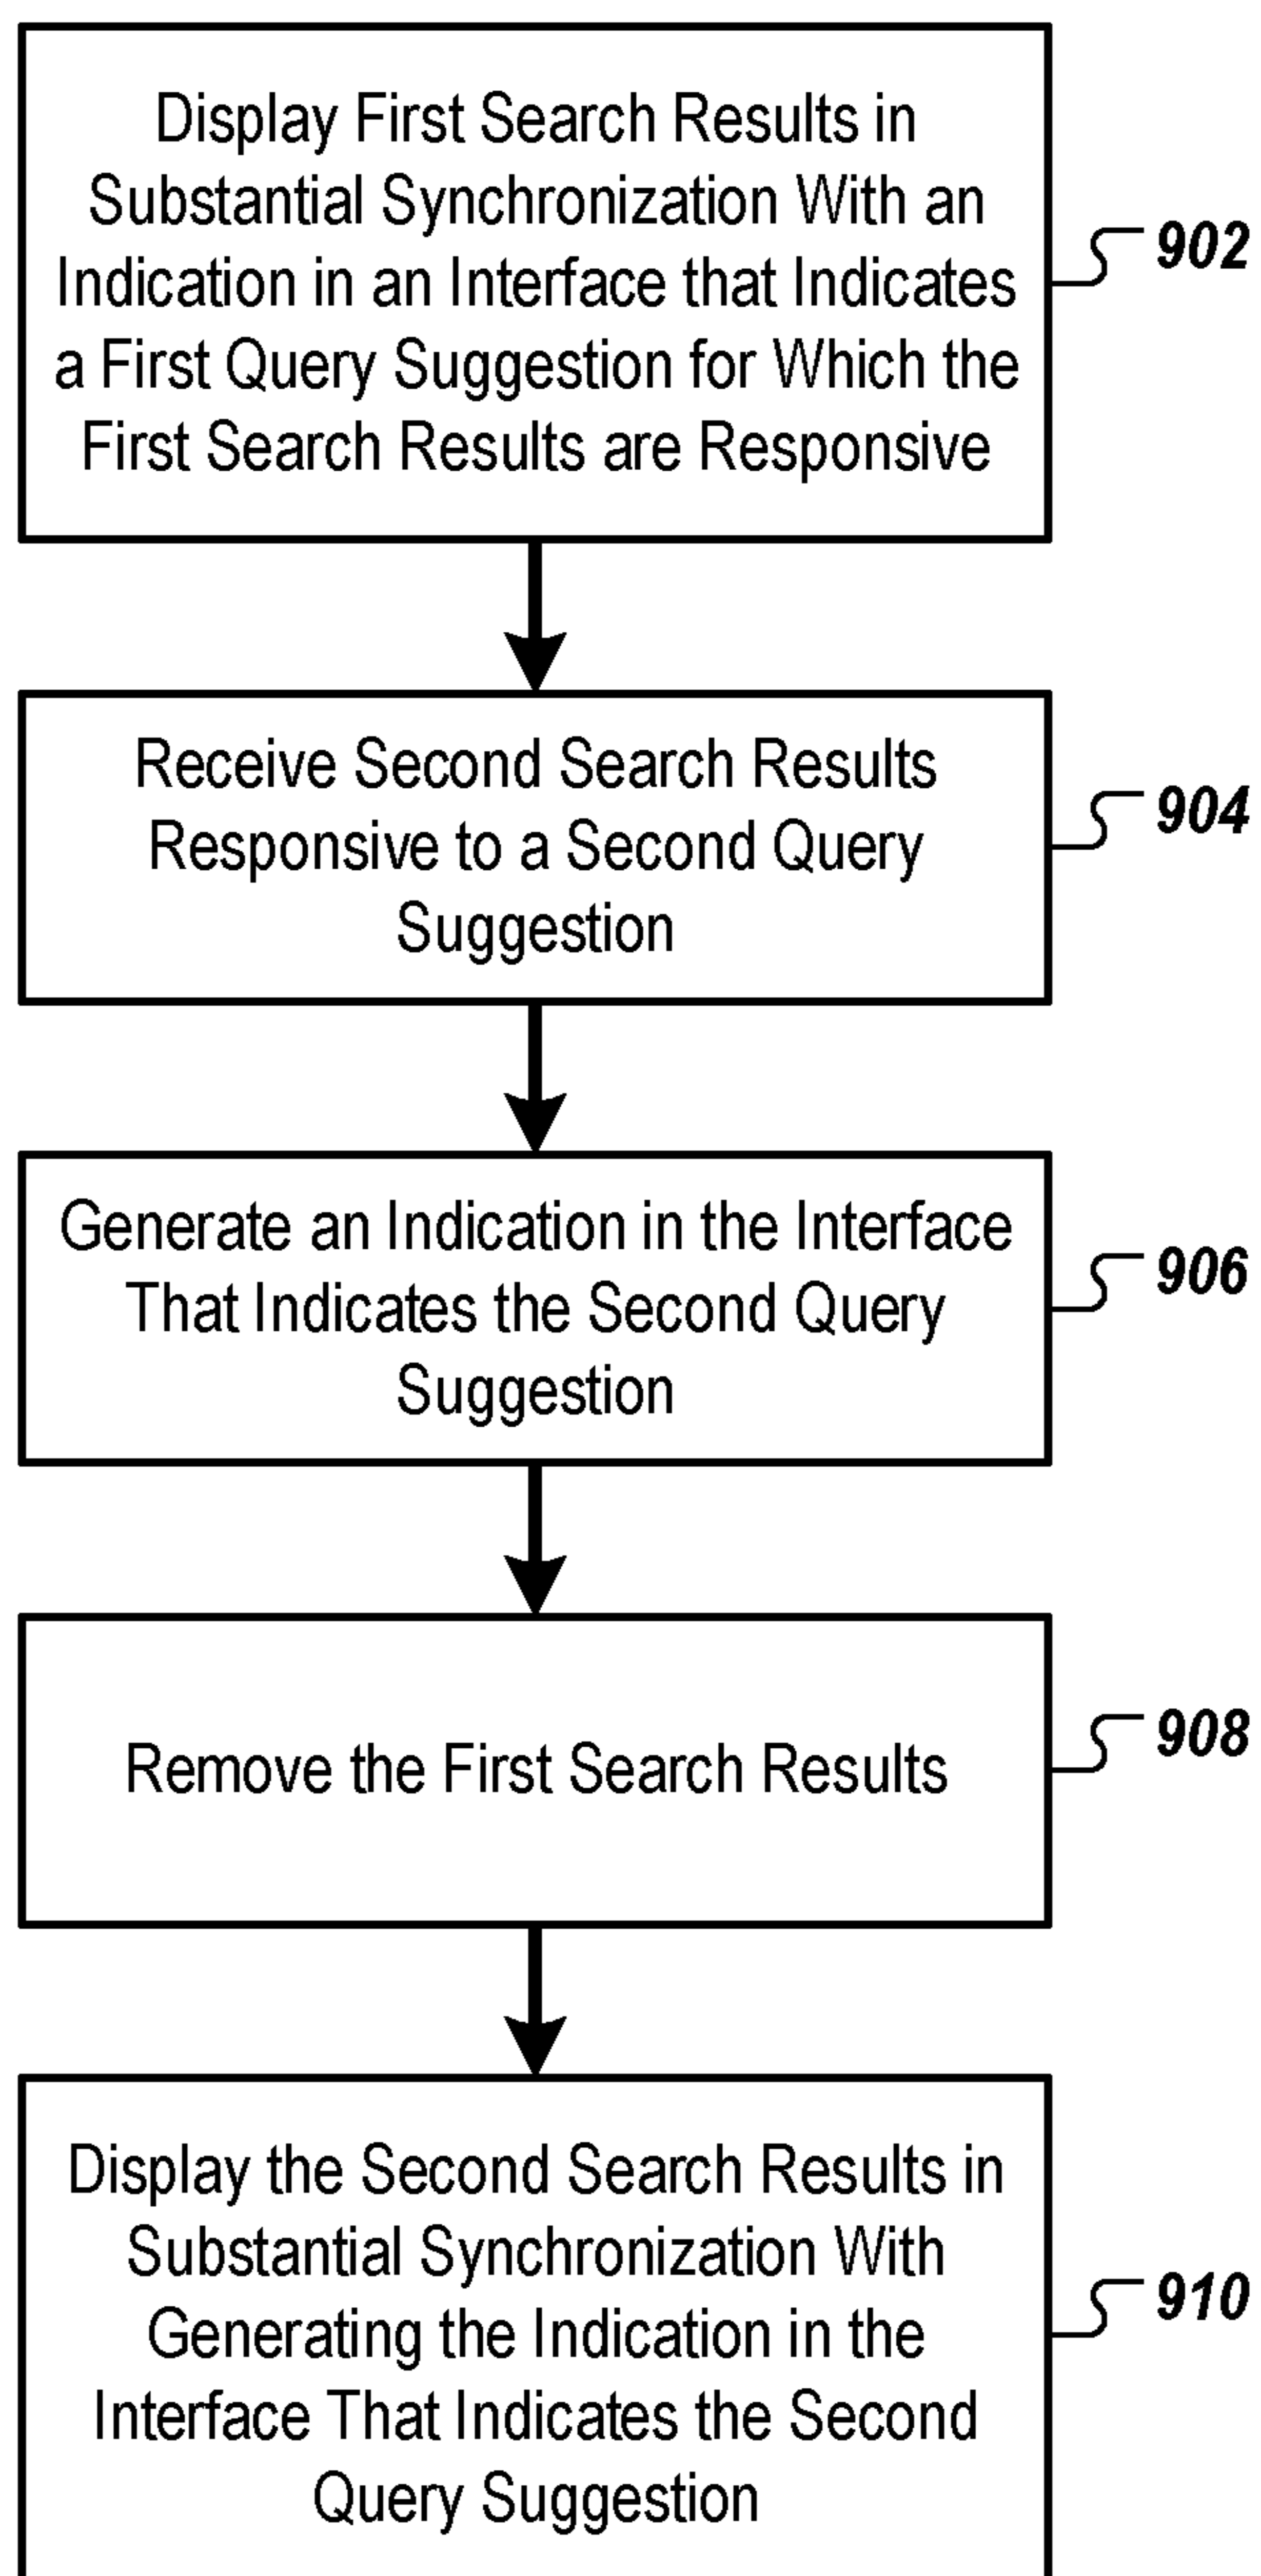 Display First Search Results in
Substantial Synchronization With an
Indication in an Interface that Indicates
a First Query Suggestion for Which the
First Search Results are Responsive
902
Receive Second Search Results
Responsive to a Second Query
Suggestion
904
Generate an Indication in the Interface
That Indicates the Second Query
Suggestion
906
Remove the First Search Results
908
Display the Second Search Results in
Substantial Synchronization With
Generating the Indication in the
Interface That Indicates the Second
Query Suggestion
910